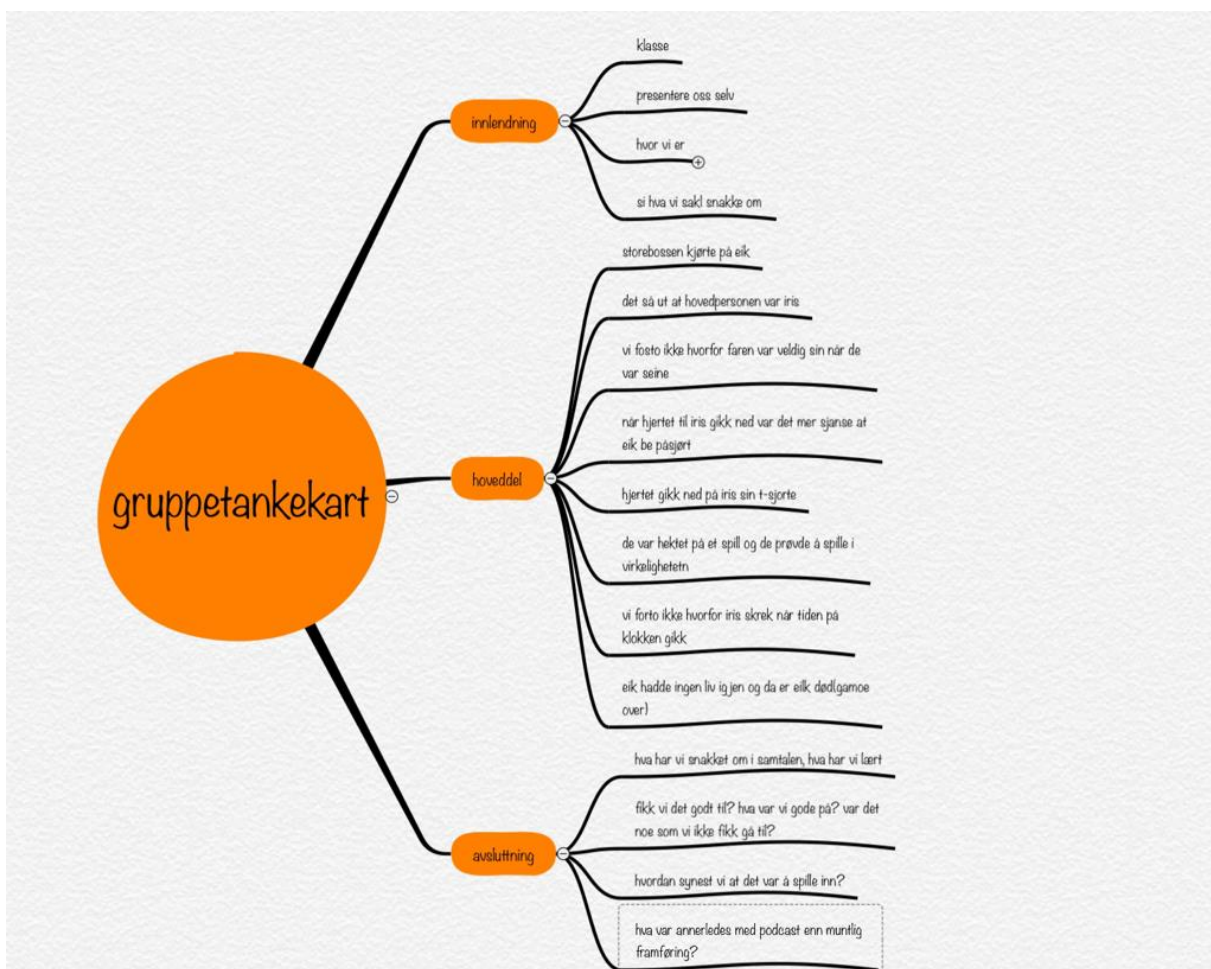 gruppetankekart
innlendning
klasse
presentere oss selv
hvor vi er
si hva vi sakl snakke om
hoveddel
storebossen kjørte på eik
det så ut at hovedpersonen var iris
vi fosto ikke hvorfor faren var veldig sin når de
var seine
når hjertet til iris gikk ned var det mer sjanse at
eik be påsjørt
hjertet gikk ned på iris sin t-sjorte
de var hektet på et spill og de prøvde å spille i
virkelighetetn
vi forto ikke hvorfor iris skrek når tiden på
klokken gikk
eik hadde ingen liv igjen og da er eilk død(gamoe
over)
avsluttning
hva har vi snakket om i samtalen, hva har vi lært
fikk vi det godt til? hva var vi gode på? var det
noe som vi ikke fikk gå til?
hvordan synest vi at det var å spille inn?
hva var annerledes med podcast enn muntlig
framføring?